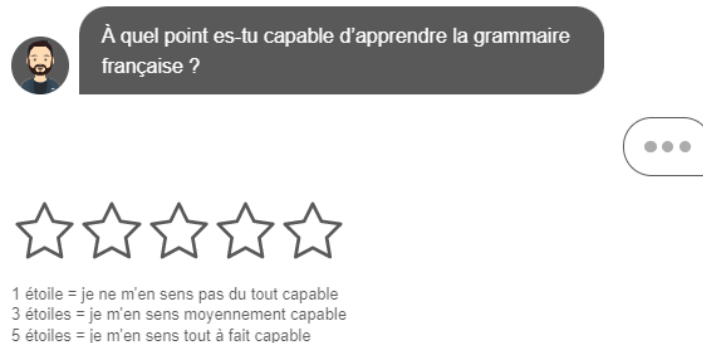 À quel point es-tu capable d’apprendre la grammaire
française ?
1 étoile = je ne m’en sens pas du tout capable
3 étoiles = je m’en sens moyennement capable
5 étoiles = je m’en sens tout à fait capable